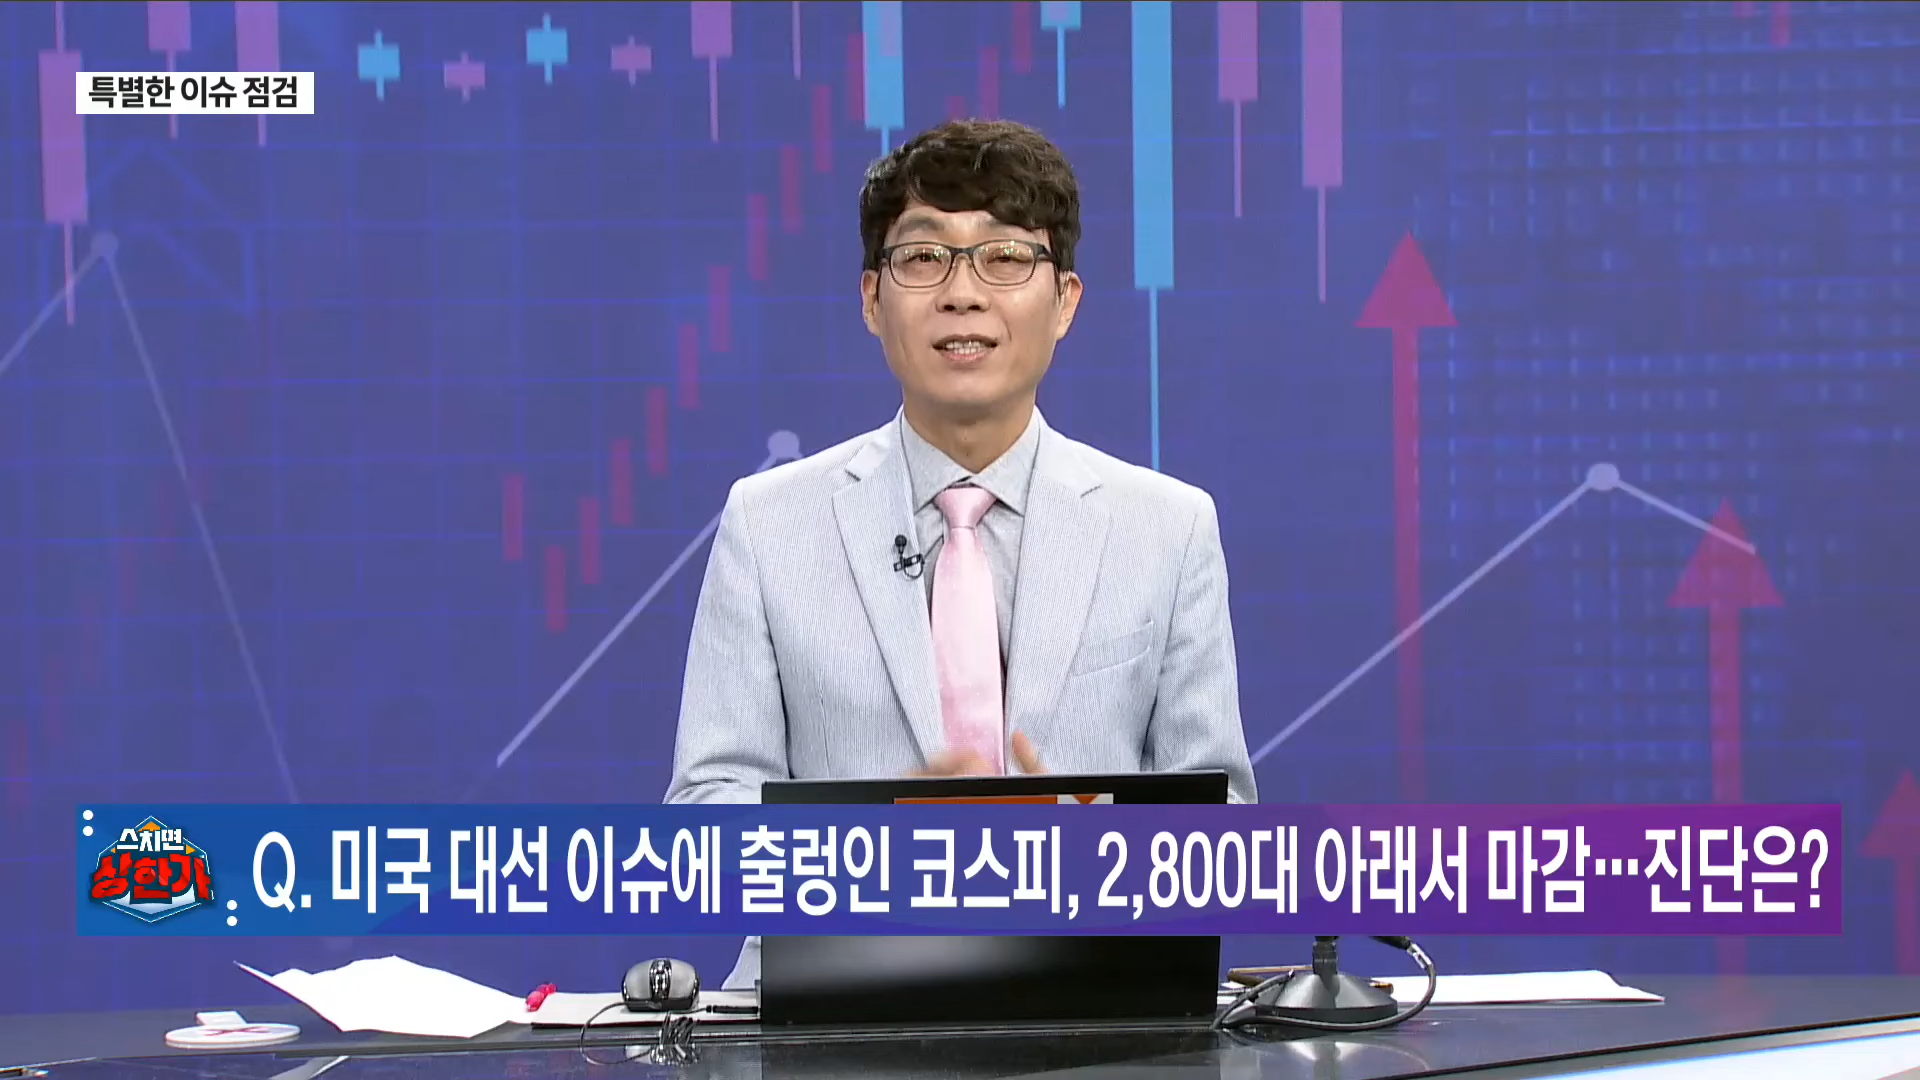 특별한 이슈 점검
스치면
상한가
Q. 미국 대선 이슈에 출렁인 코스피, 2,800대 아래서 마감…진단은?